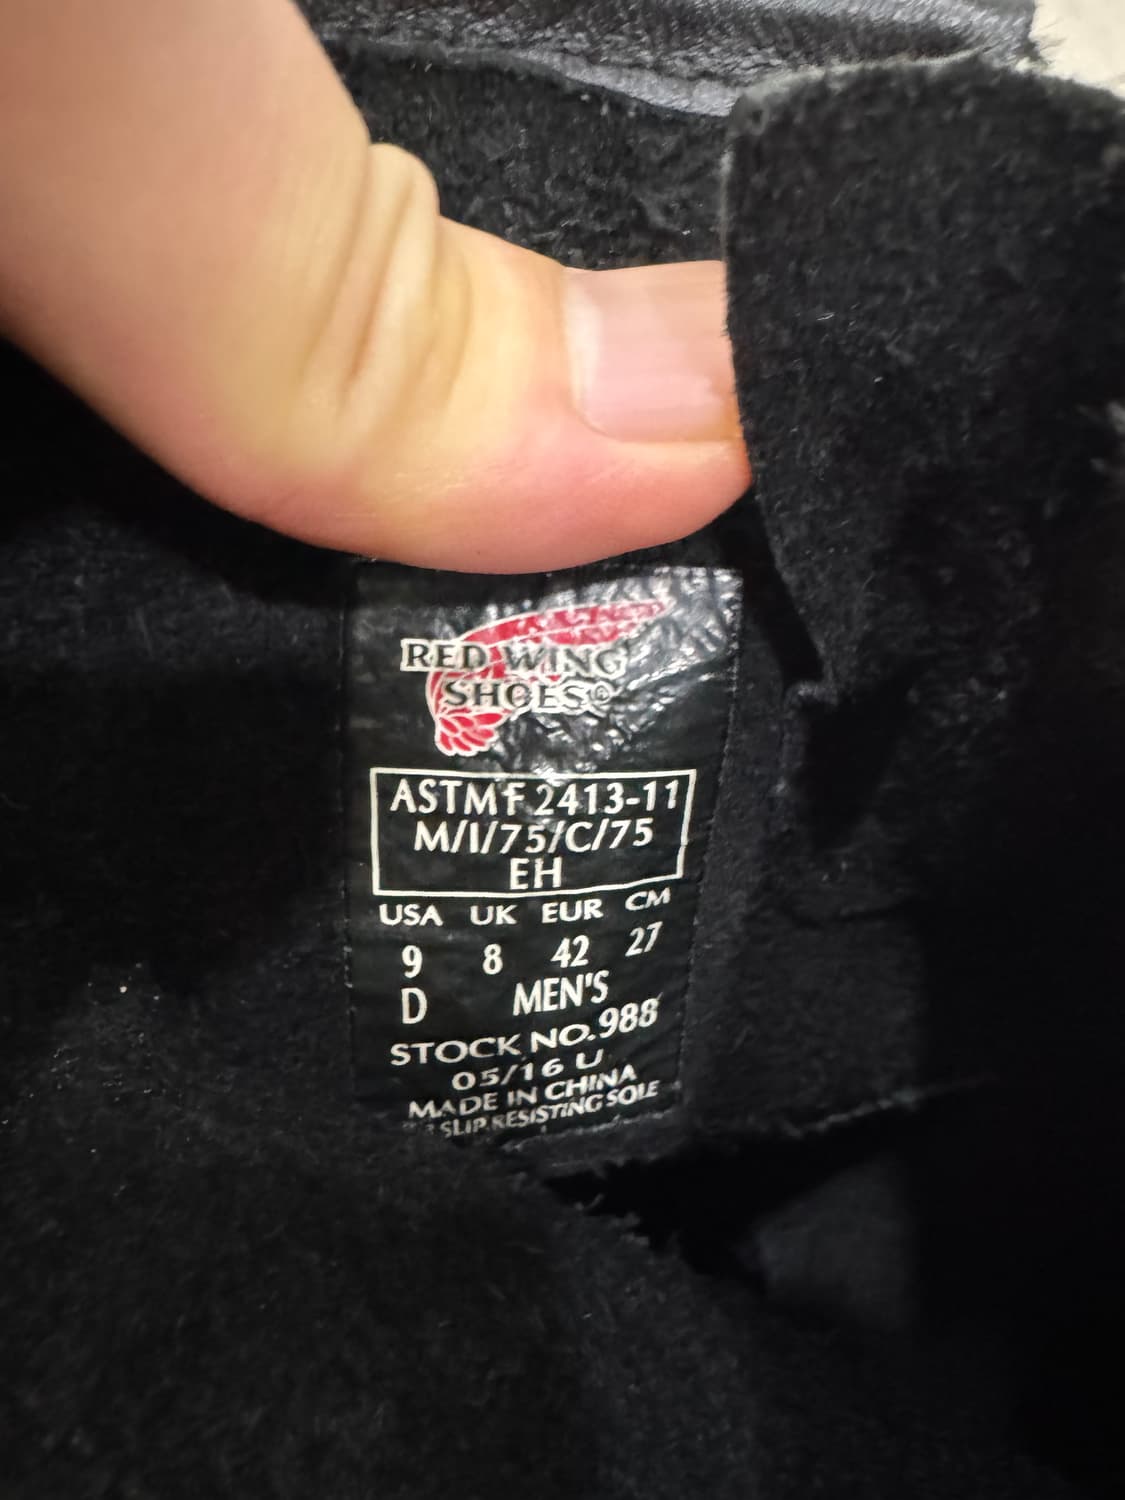 RED WING
SHOES®
ASTM F 2413-11
M/I/75/C/75
EH
USA UK EUR CM
9 8 42 27
D MEN'S
STOCK NO.988
05/16 U
MADE IN CHINA
SLIP RESISTING SOLE